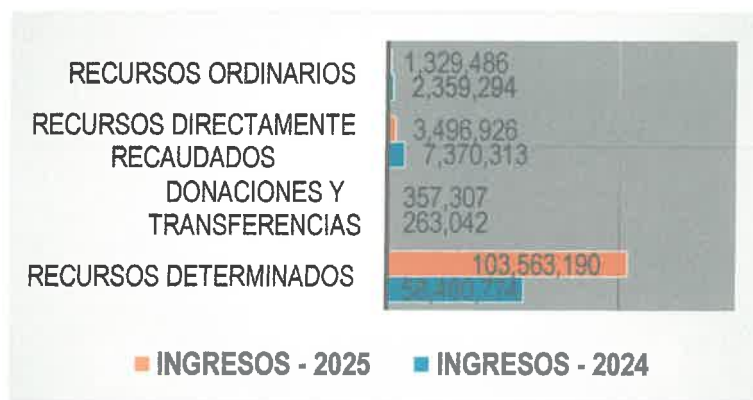 RECURSOS ORDINARIOS
1,329,486
2,359,294
RECURSOS DIRECTAMENTE
RECAUDADOS
3,496,926
7,370,313
DONACIONES Y
TRANSFERENCIAS
357,307
263,042
RECURSOS DETERMINADOS
103,563,190
INGRESOS - 2025
INGRESOS - 2024